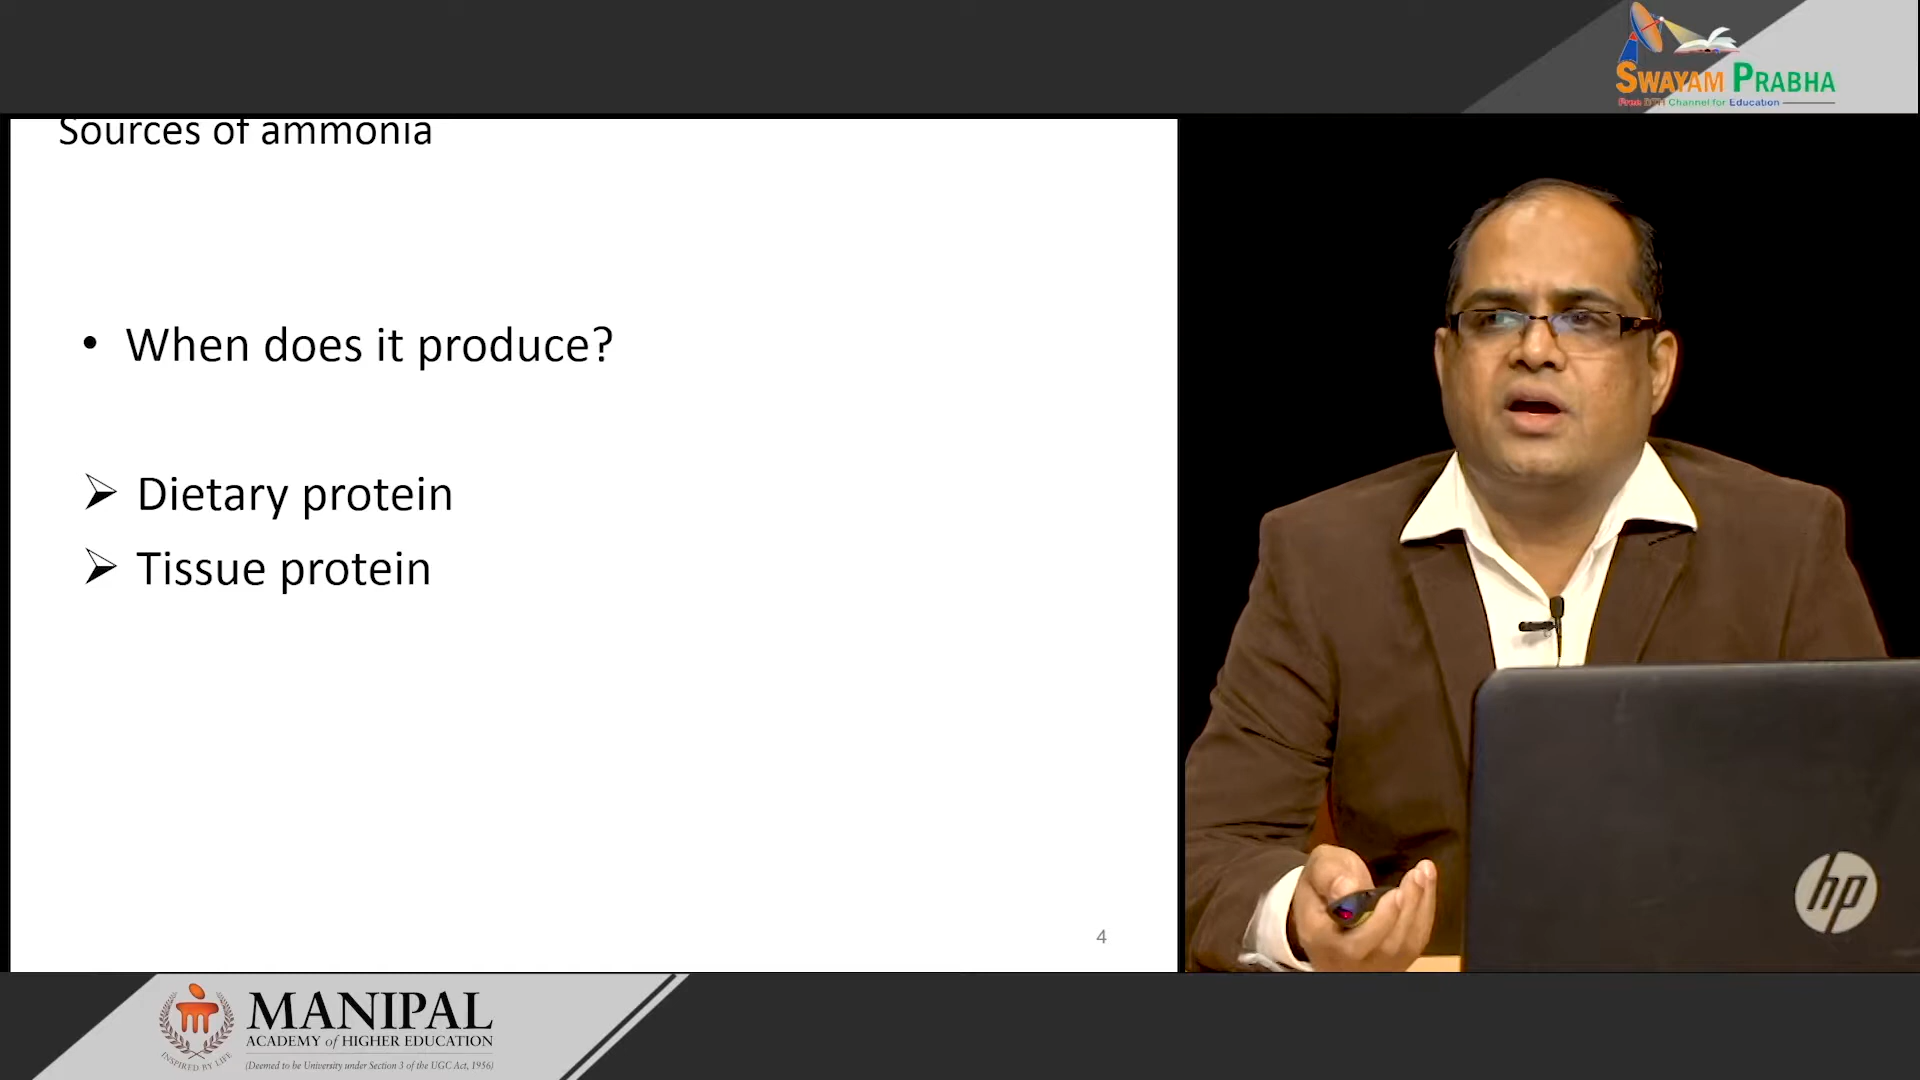 SWAYAM PRABHA
Free DTH Channel for Education
Sources of ammonia
• When does it produce?
➢ Dietary protein
➢ Tissue protein
4
hp
MANIPAL
ACADEMY of HIGHER EDUCATION
(Deemed to be University under Section 3 of the UGC Act, 1956)
INSPIRED BY LIFE